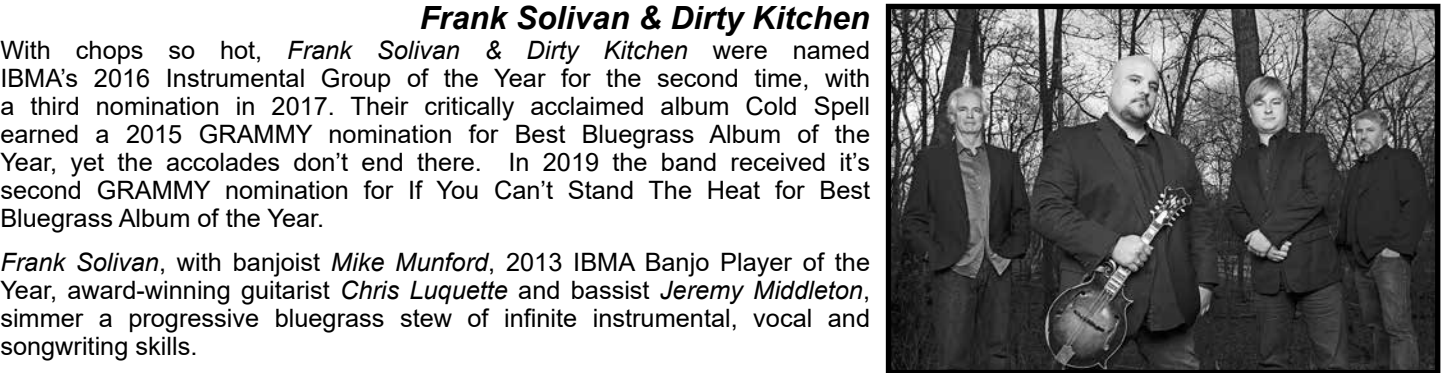 Frank Solivan & Dirty Kitchen
With chops so hot, Frank Solivan & Dirty Kitchen were named
IBMA’s 2016 Instrumental Group of the Year for the second time, with
a third nomination in 2017. Their critically acclaimed album Cold Spell
earned a 2015 GRAMMY nomination for Best Bluegrass Album of the
Year, yet the accolades don’t end there.  In 2019 the band received it’s
second GRAMMY nomination for If You Can’t Stand The Heat for Best
Bluegrass Album of the Year.
Frank Solivan, with banjoist Mike Munford, 2013 IBMA Banjo Player of the
Year, award-winning guitarist Chris Luquette and bassist Jeremy Middleton,
simmer a progressive bluegrass stew of infinite instrumental, vocal and
songwriting skills.